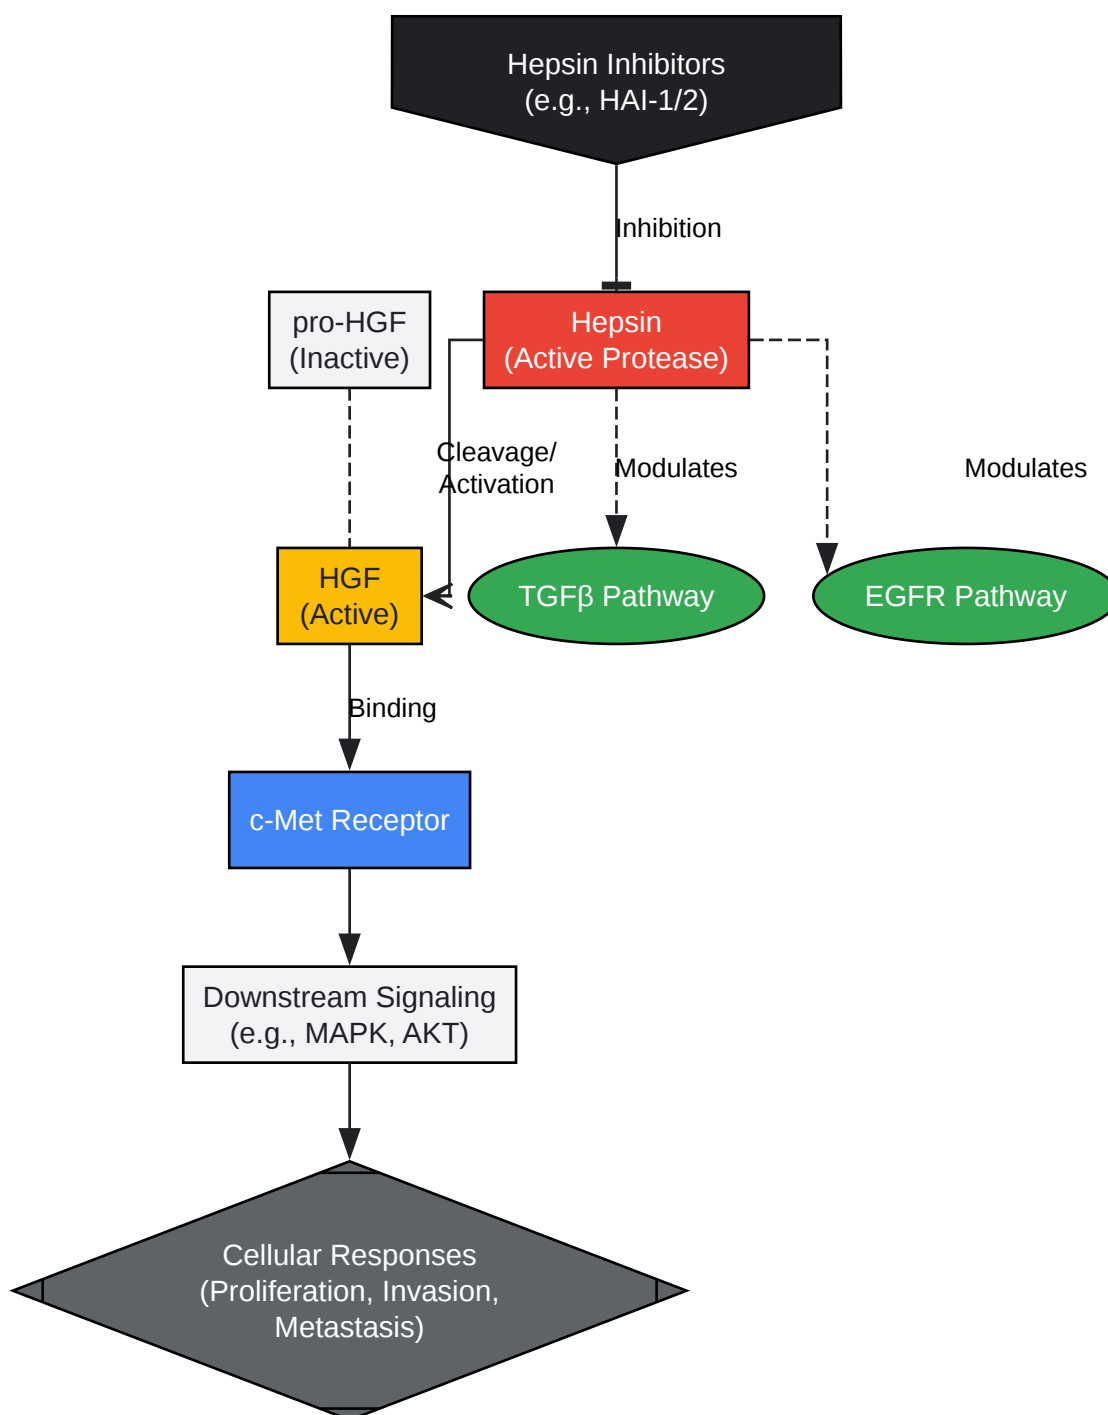 Hepsin Inhibitors
(e.g., HAI-1/2)
Inhibition
pro-HGF
(Inactive)
Hepsin
(Active Protease)
Cleavage/
Activation
Modulates
Modulates
HGF
(Active)
TGFβ Pathway
EGFR Pathway
Binding
c-Met Receptor
Downstream Signaling
(e.g., MAPK, AKT)
Cellular Responses
(Proliferation, Invasion,
Metastasis)